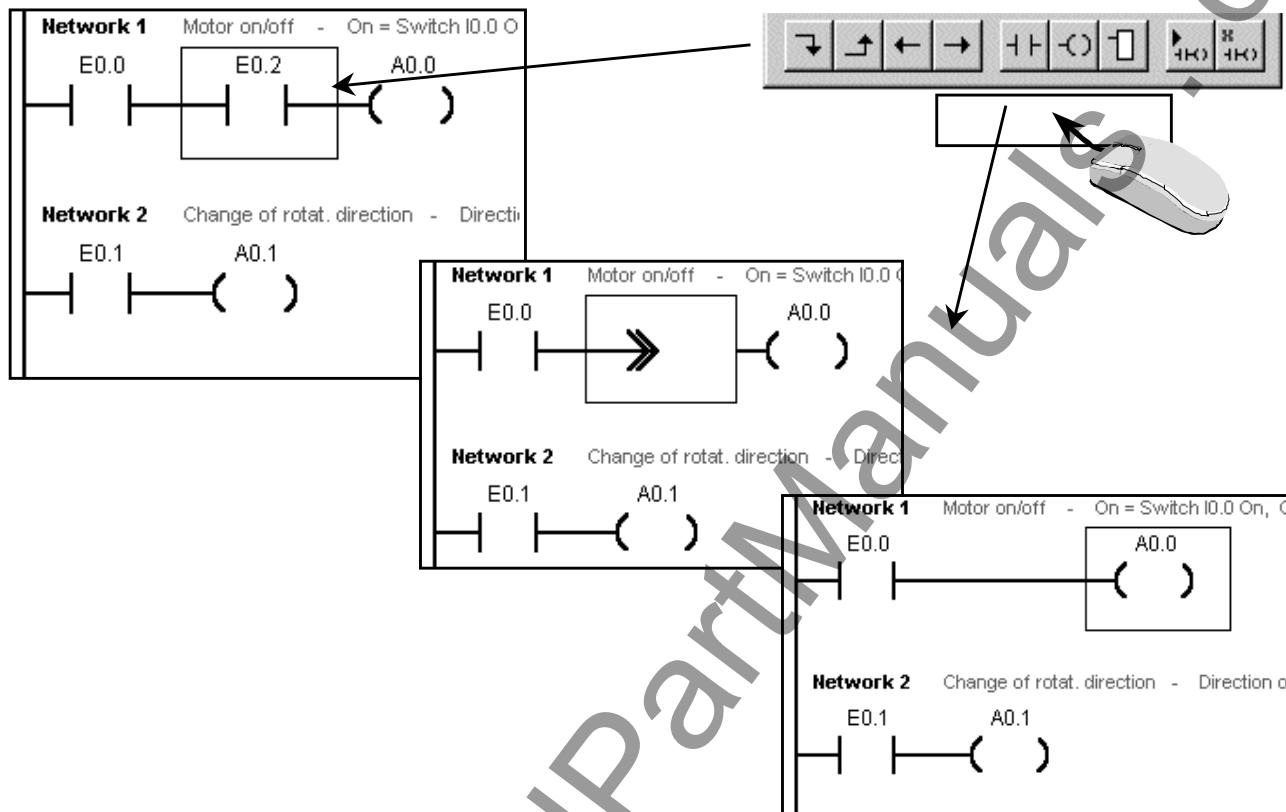 Network 1 Motor on/off - On = Switch I0.0 O
E0.0 E0.2 A0.0
Network 2 Change of rotat. direction - Directi
E0.1 A0.1
Network 1 Motor on/off - On = Switch I0.0
E0.0 A0.0
Network 2 Change of rotat. direction - Direc
E0.1 A0.1
Network 1 Motor on/off - On = Switch I0.0 On,
E0.0 A0.0
Network 2 Change of rotat. direction - Direction o
E0.1 A0.1
PartManuals